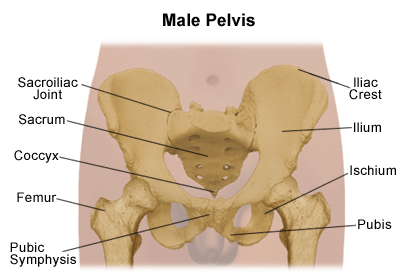 Male Pelvis
Sacroiliac
Joint
Sacrum
Coccyx
Femur
Pubic
Symphysis
Iliac
Crest
Ilium
Ischium
Pubis